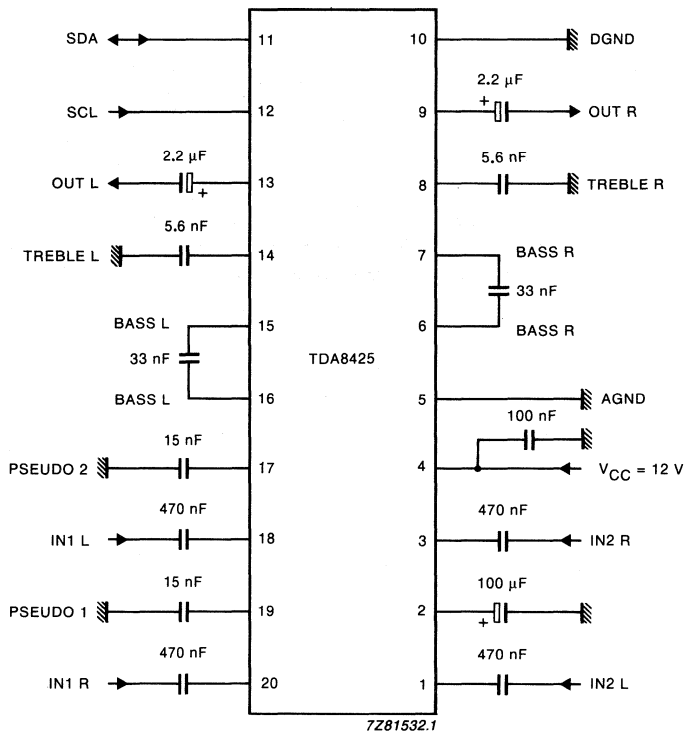 SDA 11 10 DGND
2.2 µF
SCL 12 9 + OUT R
2.2 µF 5.6 nF
OUT L + 13 8 TREBLE R
5.6 nF
TREBLE L 14 7 BASS R
33 nF
BASS L 15 6 BASS R
33 nF TDA8425
BASS L 16 5 AGND
100 nF
15 nF
PSEUDO 2 17 4 VCC = 12 V
470 nF 470 nF
IN1 L 18 3 IN2 R
15 nF 100 µF
PSEUDO 1 19 2 +
470 nF 470 nF
IN1 R 20 1 IN2 L
7Z81532.1